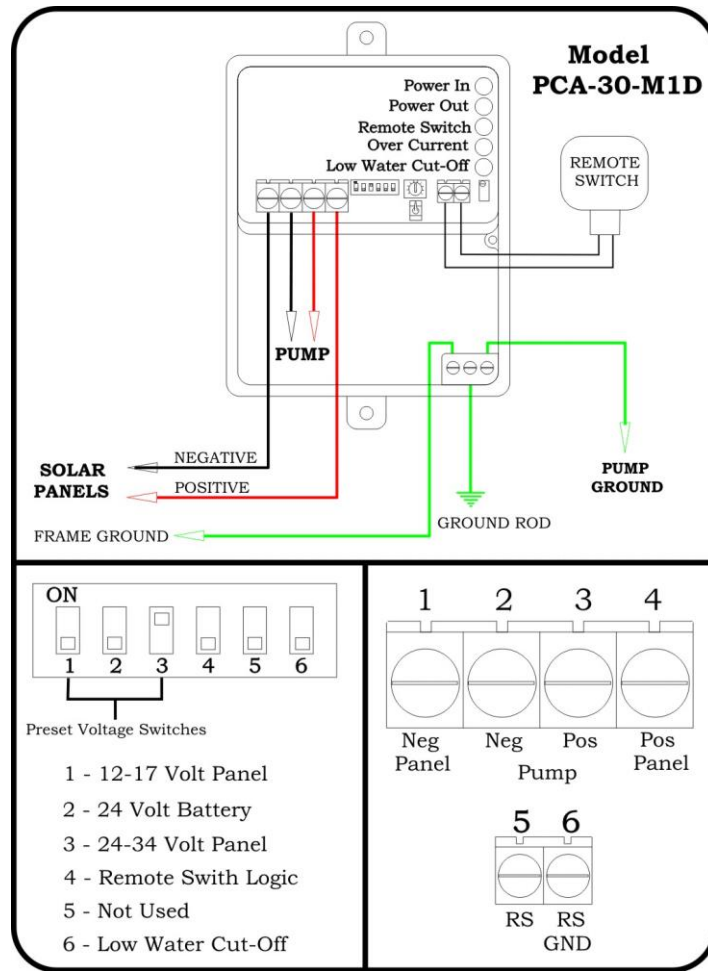 Model
PCA-30-M1D
Power In
Power Out
Remote Switch
Over Current
Low Water Cut-Off
REMOTE
SWITCH
PUMP
NEGATIVE
SOLAR
PANELS
POSITIVE
PUMP
GROUND
GROUND ROD
FRAME GROUND
ON
1 2 3 4 5 6
Preset Voltage Switches
1 - 12-17 Volt Panel
2 - 24 Volt Battery
3 - 24-34 Volt Panel
4 - Remote Swith Logic
5 - Not Used
6 - Low Water Cut-Off
1 2 3 4
Neg Neg Pos Pos
Panel Pump Panel
5 6
RS RS
GND